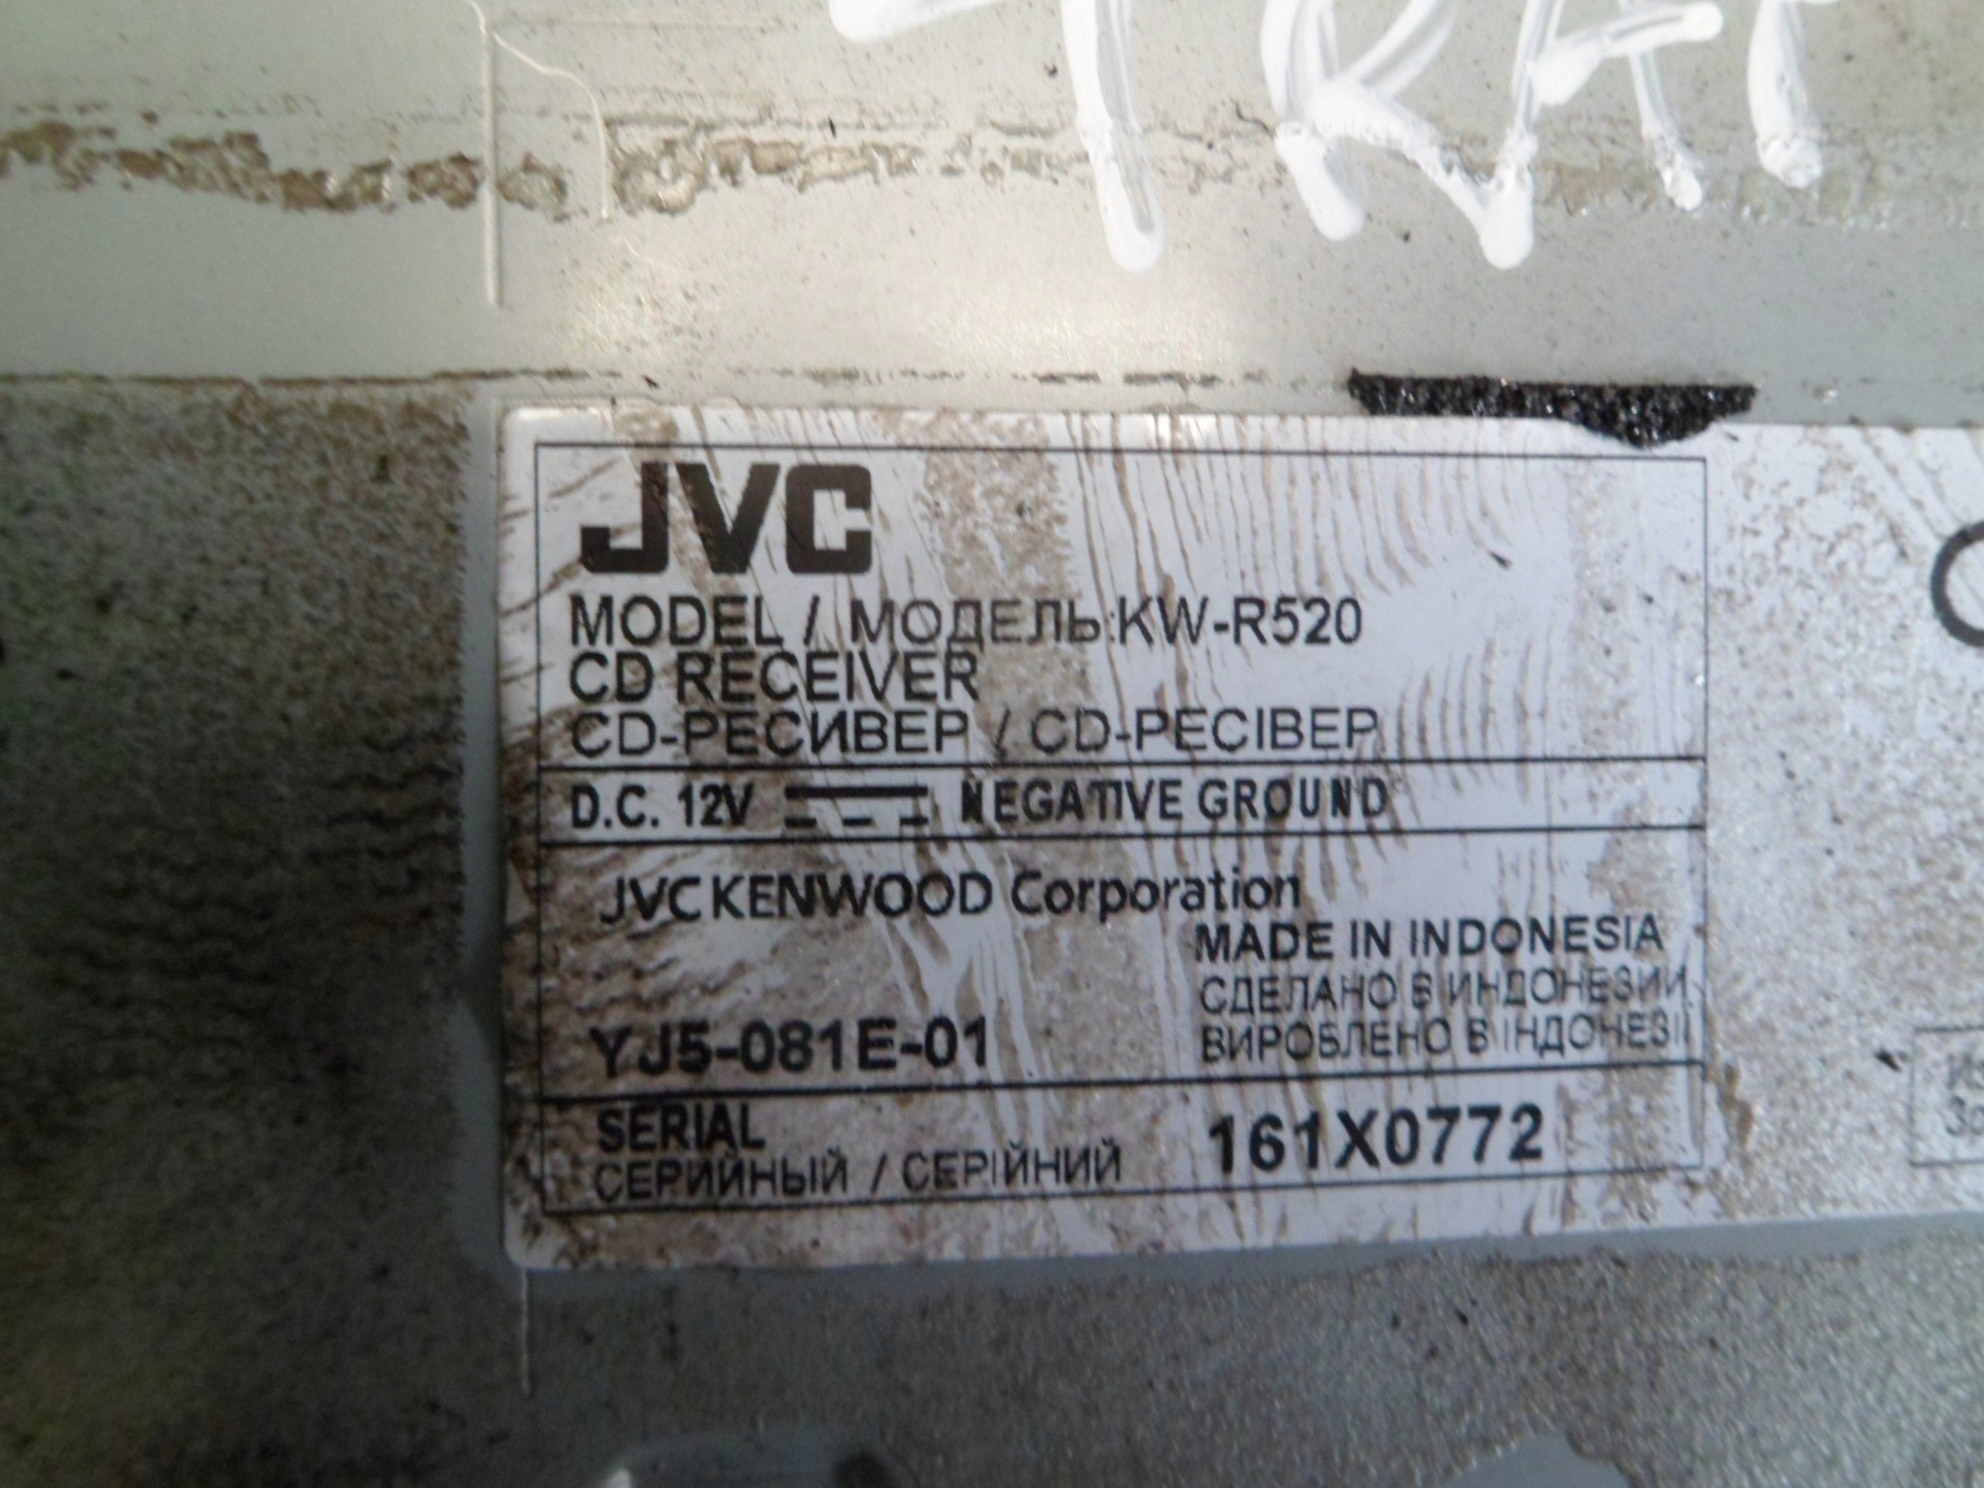 TRAF
JVC
MODEL / МОДЕЛЬ:KW-R520
CD RECEIVER
CD-РЕСИВЕР / CD-РЕСІВЕР
D.C. 12V NEGATIVE GROUND
JVCKENWOOD Corporation
MADE IN INDONESIA
СДЕЛАНО В ИНДОНЕЗИИ
ВИРОБЛЕНО В ІНДОНЕЗІЇ
YJ5-081E-01
SERIAL
СЕРИЙНЫЙ / СЕРІЙНИЙ
161X0772